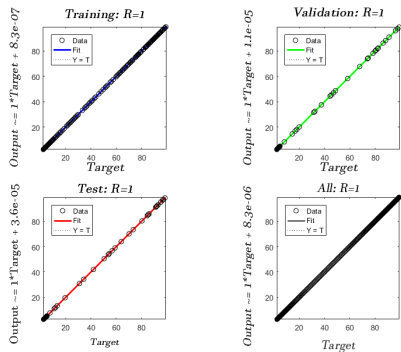 Training: R=1
Output ~= 1*Target + 8.3e-07
Data
Fit
Y = T
80
60
40
20
20
40
60
80
Target
Validation: R=1
Output ~= 1*Target + 1.1e-05
Data
Fit
Y = T
80
60
40
20
20
40
60
80
Target
Test: R=1
Output ~= 1*Target + 3.6e-05
Data
Fit
Y = T
80
60
40
20
20
40
60
80
Target
All: R=1
Output ~= 1*Target + 8.3e-06
Data
Fit
Y = T
80
60
40
20
20
40
60
80
Target